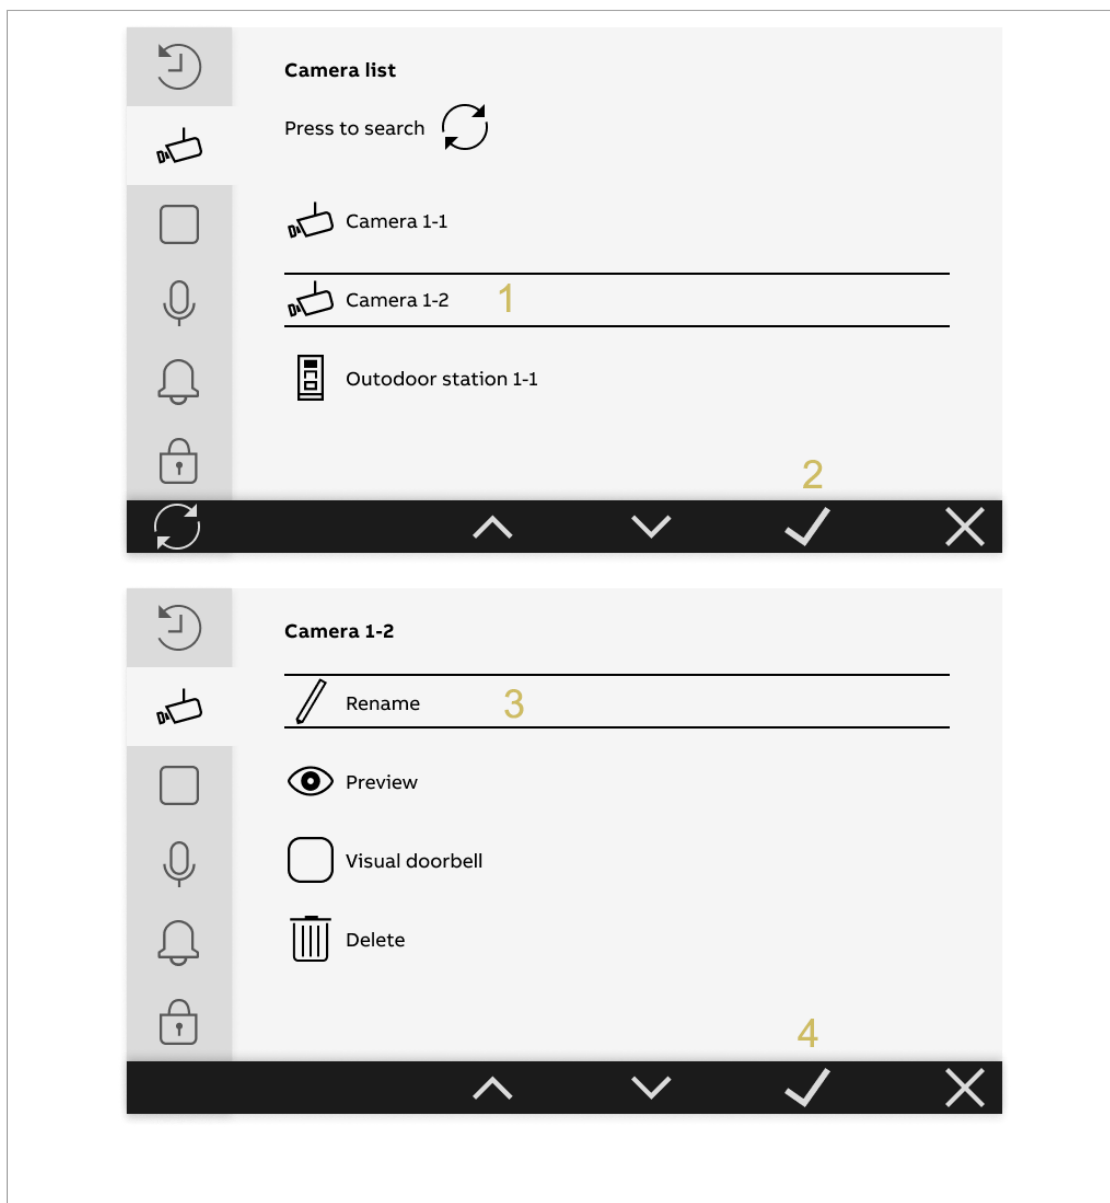 Camera list
Press to search
Camera 1-1
Camera 1-2 1
Outodoor station 1-1
2
Camera 1-2
Rename 3
Preview
Visual doorbell
Delete
4